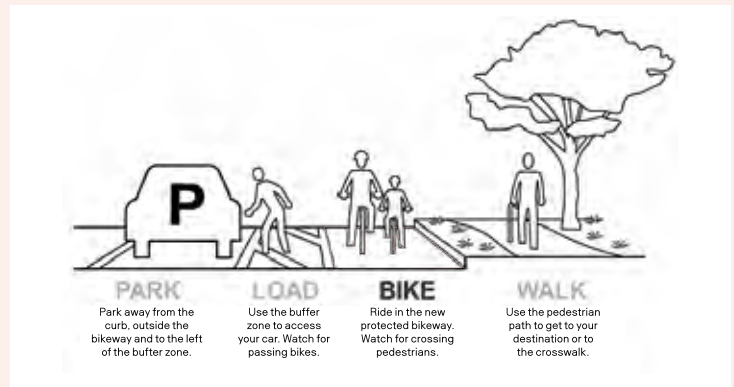 P
PARK
Park away from the
curb, outside the
bikeway and to the left
of the bufter zone.
LOAD
Use the buffer
zone to access
your car. Watch for
passing bikes.
BIKE
Ride in the new
protected bikeway.
Watch for crossing
pedestrians.
WALK
Use the pedestrian
path to get to your
destination or to
the crosswalk.